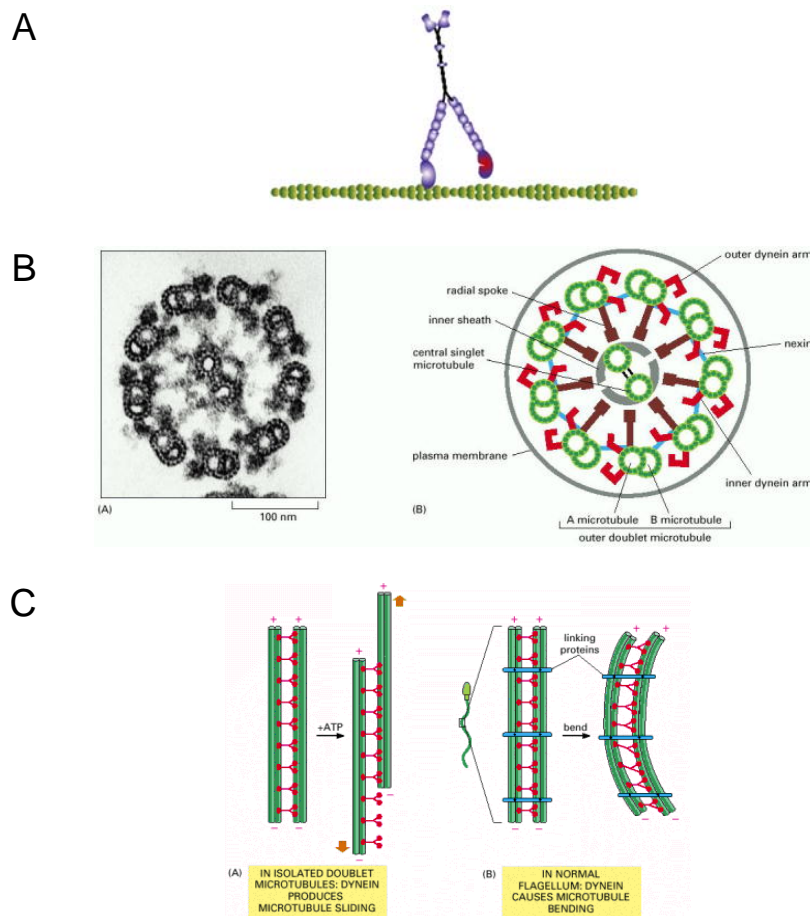 A
B
outer dynein arm
radial spoke
inner sheath
nexin
central singlet
microtubule
plasma membrane
inner dynein arm
(A)
100 nm
(B)
A microtubule B microtubule
outer doublet microtubule
C
+ + + + + +
linking
proteins
+ATP
bend
− − − − − −
(A) IN ISOLATED DOUBLET
MICROTUBULES: DYNEIN
PRODUCES
MICROTUBULE SLIDING
(B) IN NORMAL
FLAGELLUM: DYNEIN
CAUSES MICROTUBULE
BENDING